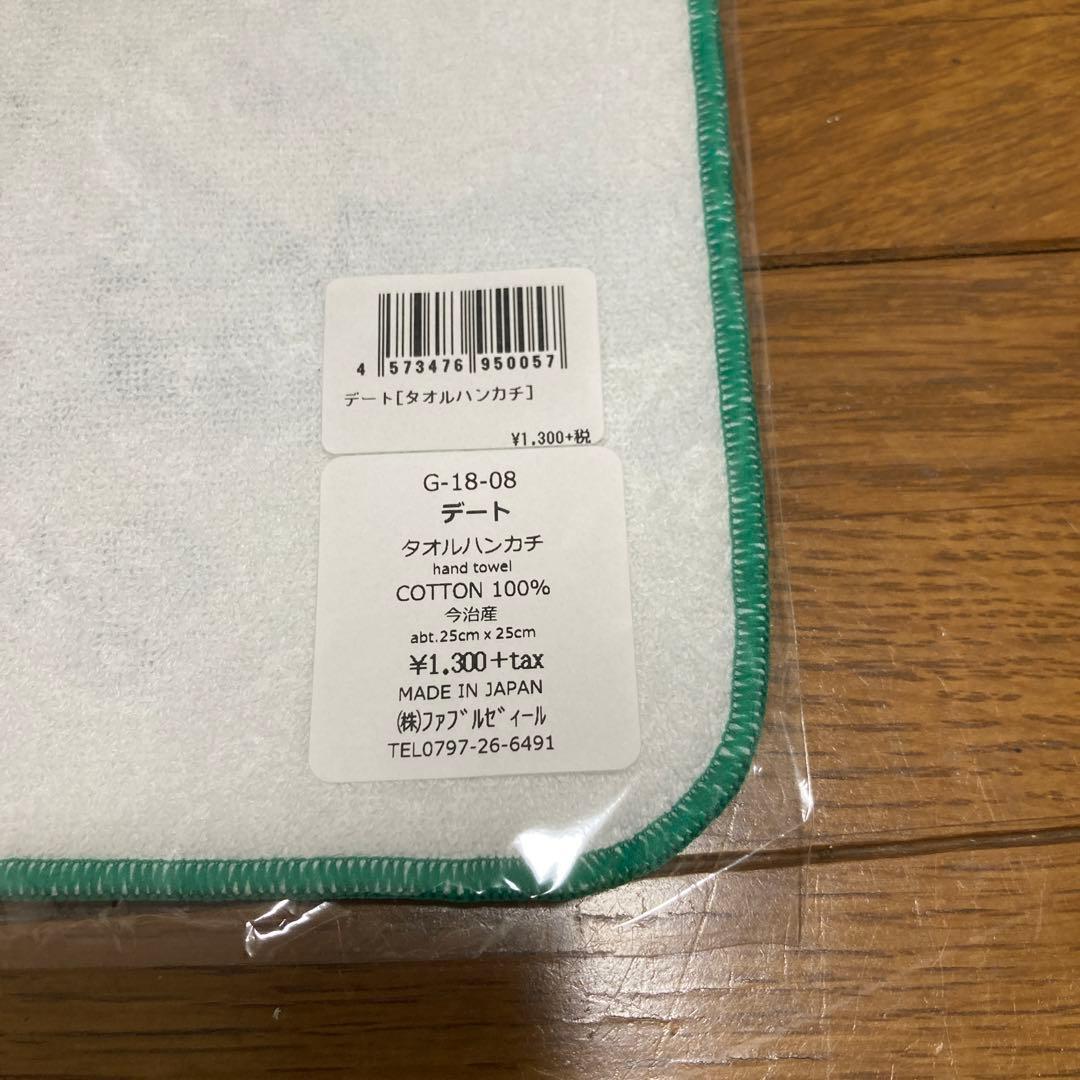 4 573476 950057
デート[タオルハンカチ]
¥1,300+税
G-18-08
デート
タオルハンカチ
hand towel
COTTON 100%
今治産
abt.25cm x 25cm
¥1.300+tax
MADE IN JAPAN
(株)ファブルゼィール
TEL0797-26-6491